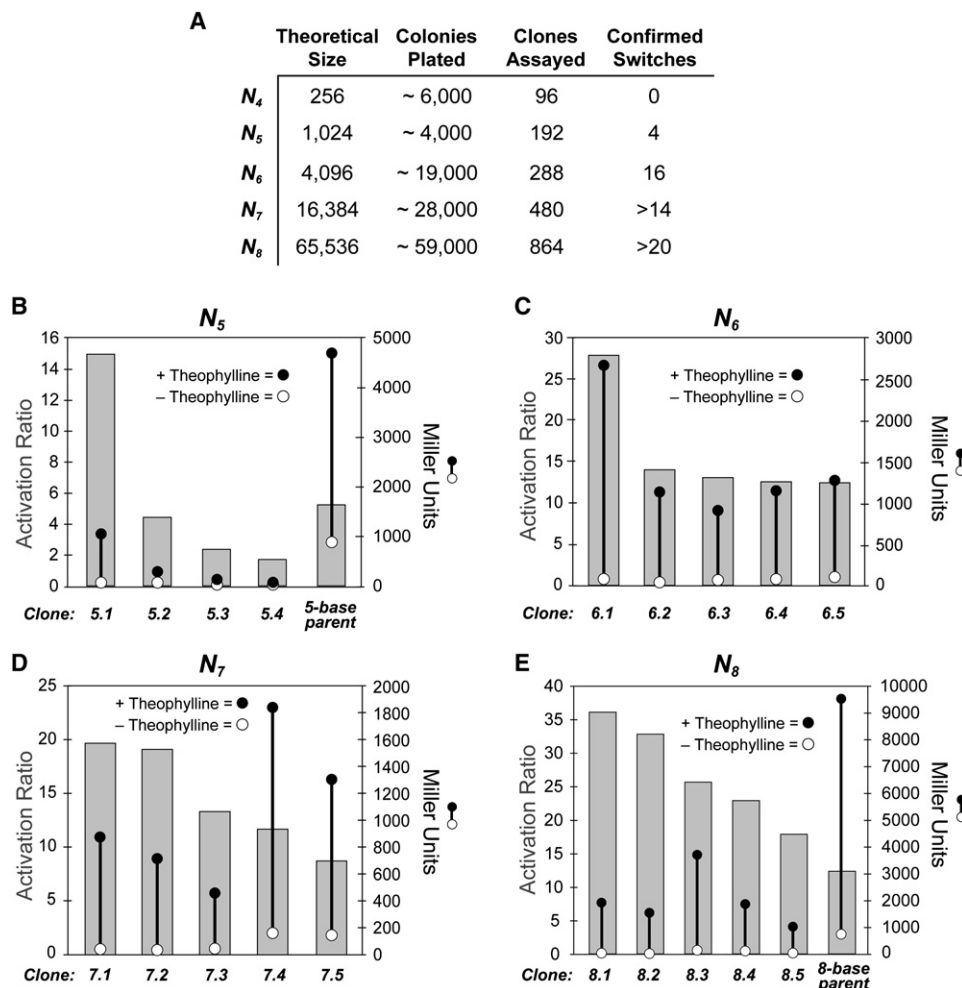 A
Theoretical Size Colonies Plated Clones Assayed Confirmed Switches
N4 256 ~ 6,000 96 0
N5 1,024 ~ 4,000 192 4
N6 4,096 ~ 19,000 288 16
N7 16,384 ~ 28,000 480 >14
N8 65,536 ~ 59,000 864 >20
B
N5
Activation Ratio
16
14
12
10
8
6
4
2
0
+ Theophylline =
– Theophylline =
5000
4000
3000
2000
1000
0
Miller Units
Clone: 5.1 5.2 5.3 5.4 5-base parent
C
N6
Activation Ratio
30
25
20
15
10
5
0
+ Theophylline =
– Theophylline =
3000
2500
2000
1500
1000
500
0
Miller Units
Clone: 6.1 6.2 6.3 6.4 6.5
D
N7
Activation Ratio
25
20
15
10
5
0
+ Theophylline =
– Theophylline =
2000
1800
1600
1400
1200
1000
800
600
400
200
0
Miller Units
Clone: 7.1 7.2 7.3 7.4 7.5
E
N8
Activation Ratio
40
35
30
25
20
15
10
5
0
+ Theophylline =
– Theophylline =
10000
9000
8000
7000
6000
5000
4000
3000
2000
1000
0
Miller Units
Clone: 8.1 8.2 8.3 8.4 8.5 8-base parent